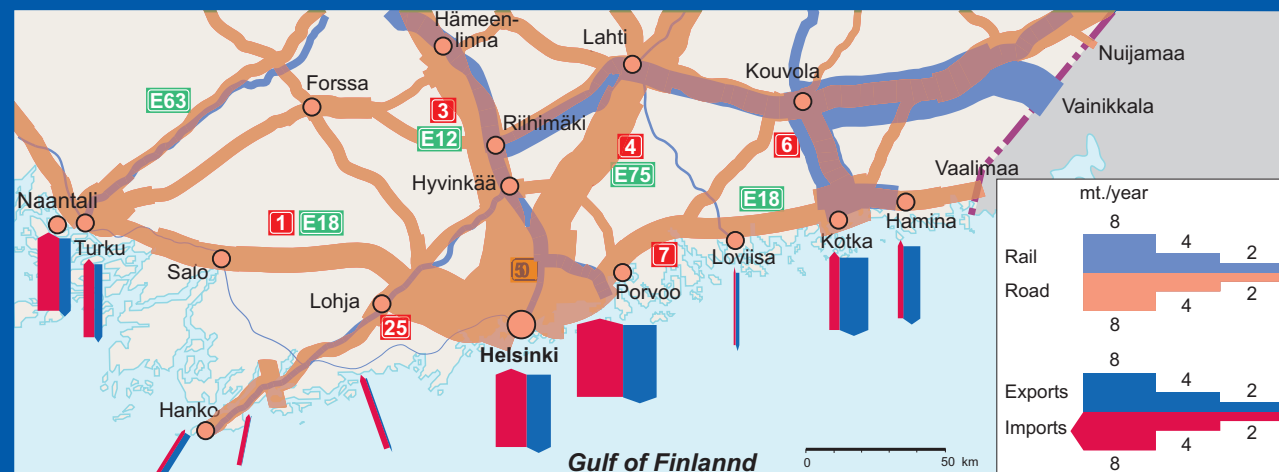 Hämeen-
linna
Lahti
Nuijamaa
Kouvola
Forssa
E63
3
Vainikkala
Riihimäki
E12
4
6
E75
Vaalimaa
Hyvinkää
Naantali
E18
1 E18
Hamina
Turku
Kotka
Loviisa
7
Salo
50
Porvoo
Lohja
25
Helsinki
Hanko
Gulf of Finlannd
0 50 km
mt./year
8
4
2
Rail
Road
2
4
8
8
4
2
Exports
Imports
2
4
8